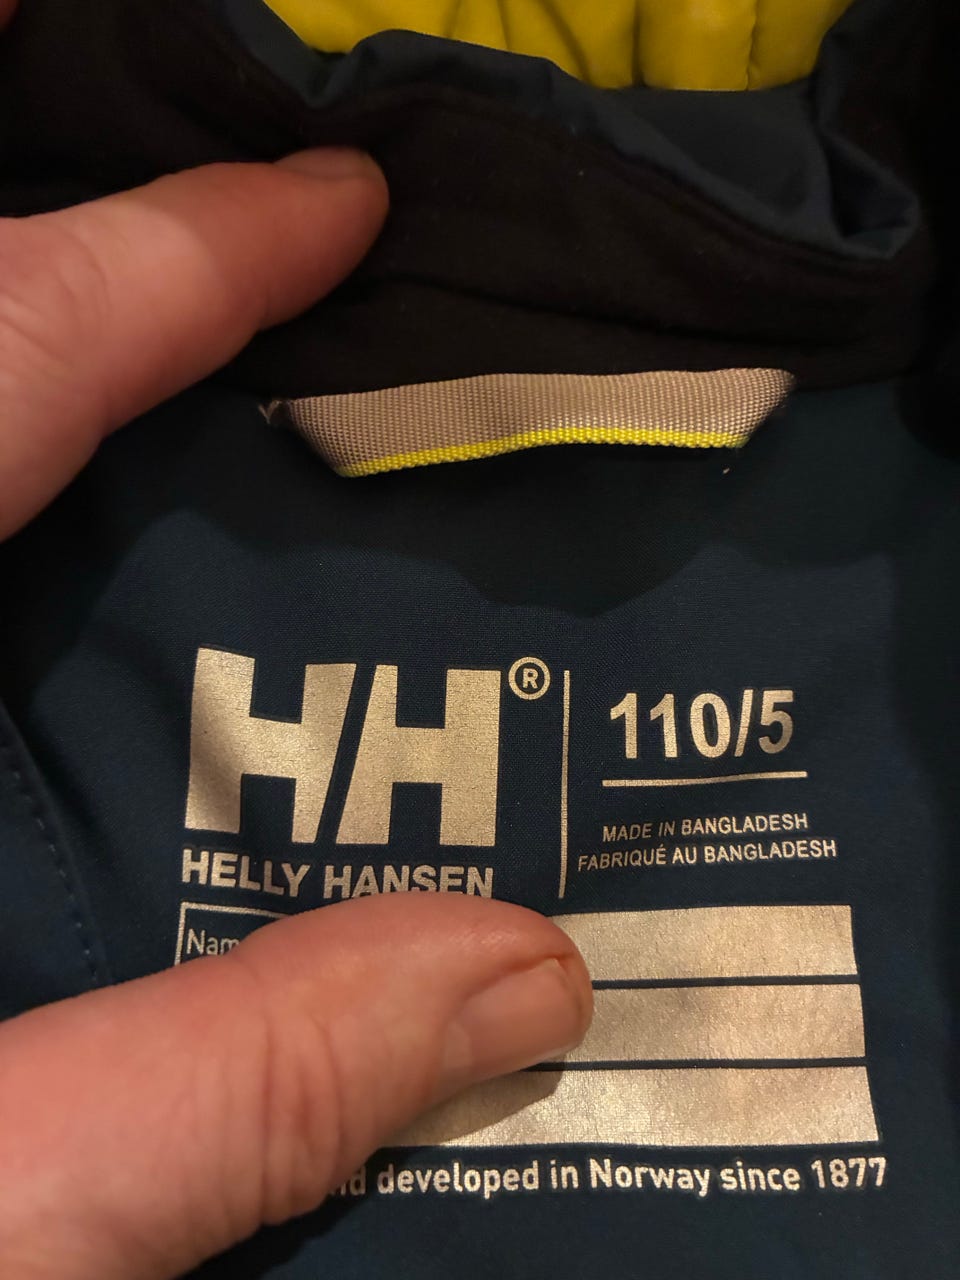 HH®
HELLY HANSEN
110/5
MADE IN BANGLADESH
FABRIQUÉ AU BANGLADESH
developed in Norway since 1877